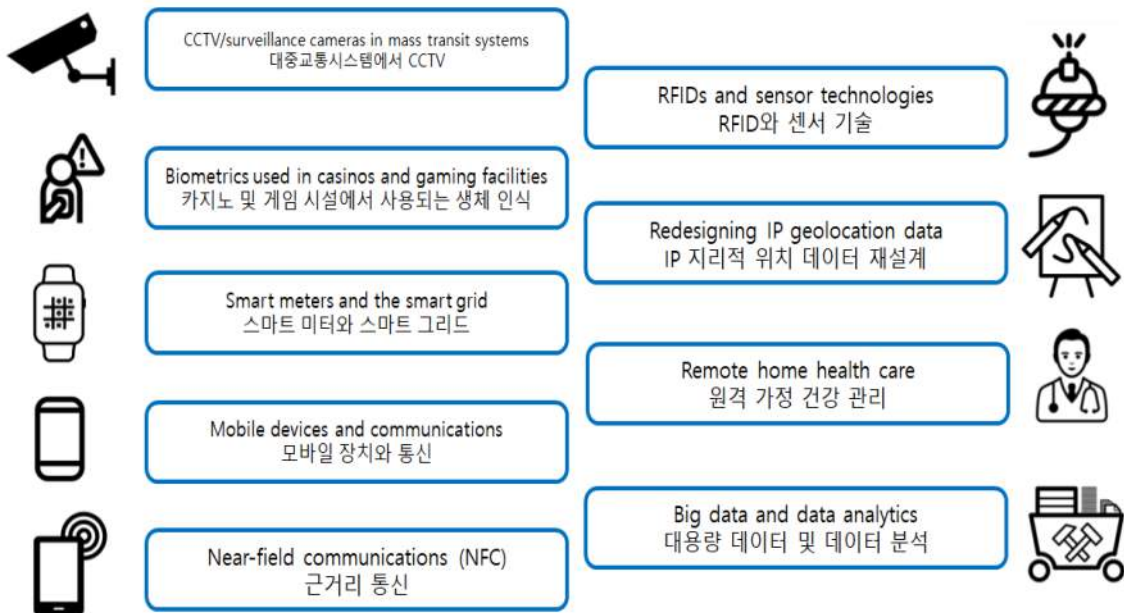 CCTV/surveillance cameras in mass transit systems
대중교통시스템에서 CCTV
Biometrics used in casinos and gaming facilities
카지노 및 게임 시설에서 사용되는 생체 인식
Smart meters and the smart grid
스마트 미터와 스마트 그리드
Mobile devices and communications
모바일 장치와 통신
Near-field communications (NFC)
근거리 통신
RFIDs and sensor technologies
RFID와 센서 기술
Redesigning IP geolocation data
IP 지리적 위치 데이터 재설계
Remote home health care
원격 가정 건강 관리
Big data and data analytics
대용량 데이터 및 데이터 분석